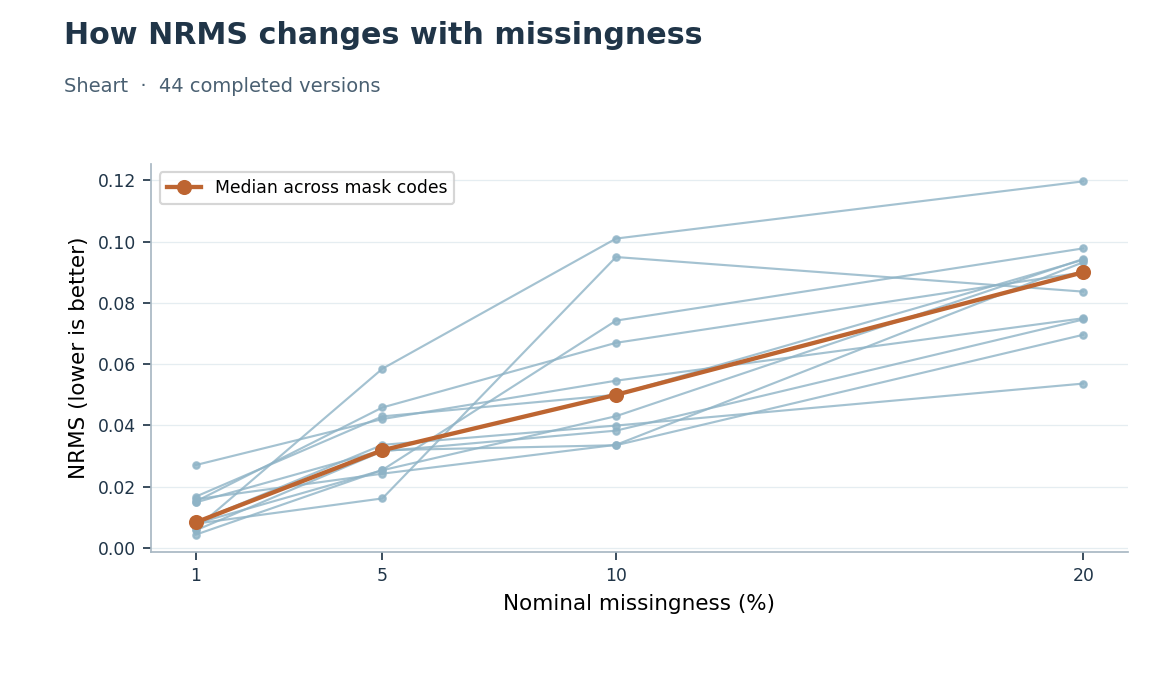 How NRMS changes with missingness
Sheart · 44 completed versions
Median across mask codes
NRMS (lower is better)
0.12
0.10
0.08
0.06
0.04
0.02
0.00
1 5 10 20
Nominal missingness (%)